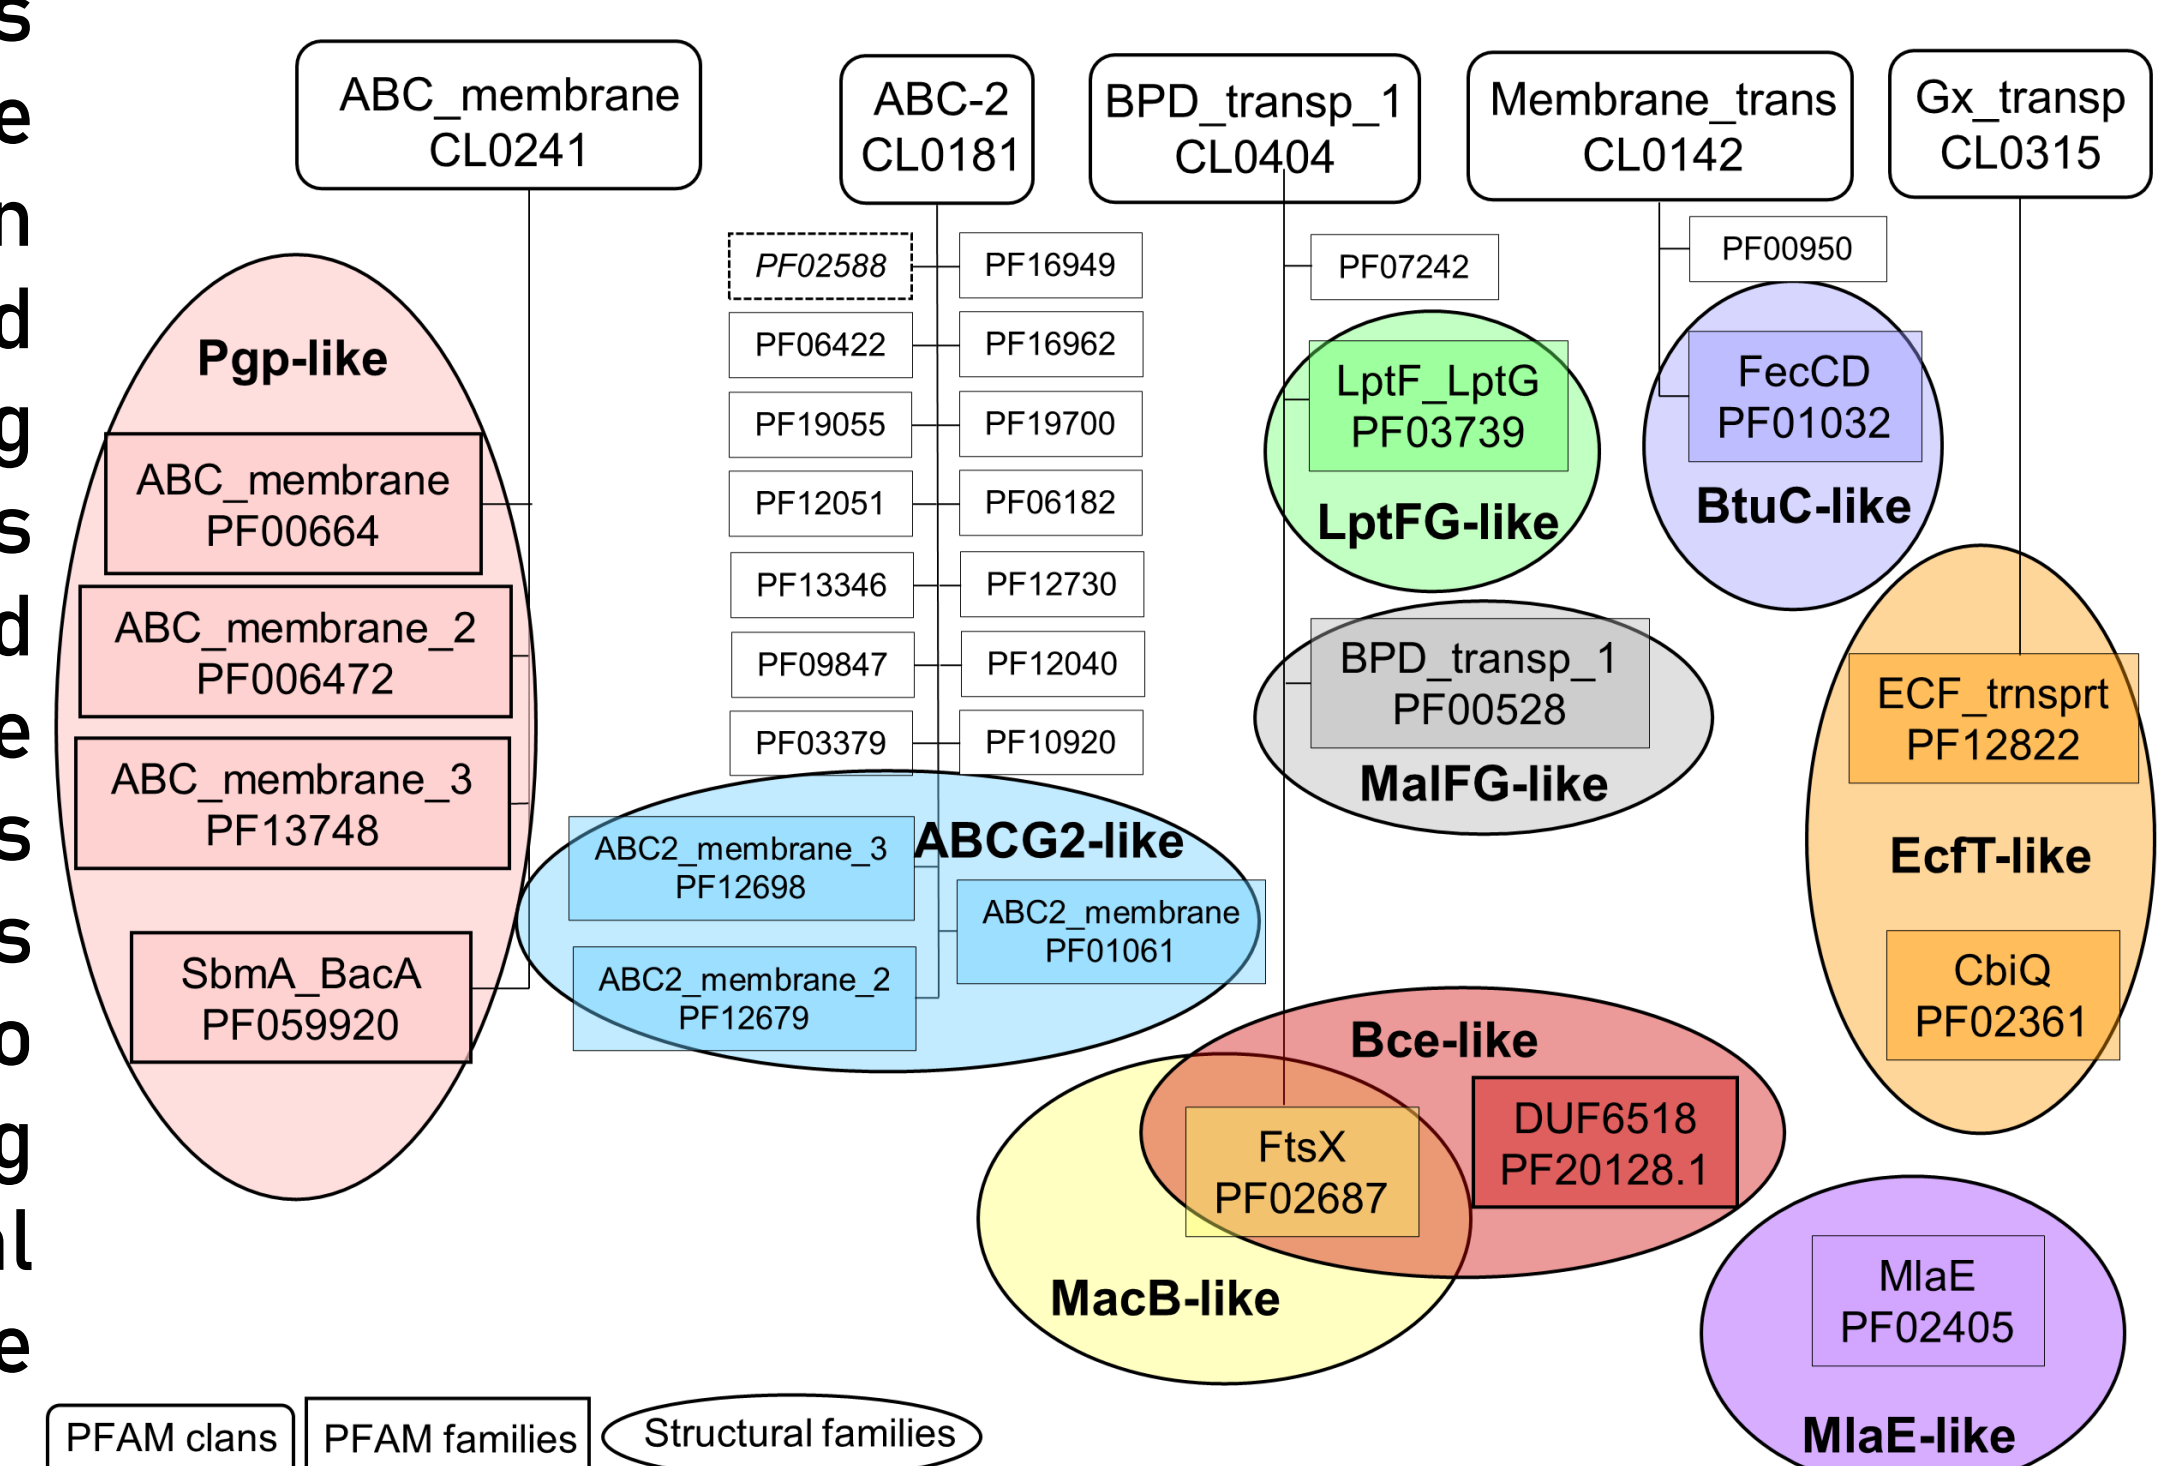 s
e
n
d
g
s
d
e
s
s
o
g
al
e
ABC_membrane
CL0241
ABC-2
CL0181
BPD_transp_1
CL0404
Membrane_trans
CL0142
Gx_transp
CL0315
Pgp-like
ABC_membrane
PF00664
ABC_membrane_2
PF006472
ABC_membrane_3
PF13748
SbmA_BacA
PF059920
PF02588
PF16949
PF06422
PF16962
PF19055
PF19700
PF12051
PF06182
PF13346
PF12730
PF09847
PF12040
PF03379
PF10920
ABCG2-like
ABC2_membrane_3
PF12698
ABC2_membrane
PF01061
ABC2_membrane_2
PF12679
PF07242
LptF_LptG
PF03739
LptFG-like
BPD_transp_1
PF00528
MalFG-like
PF00950
FecCD
PF01032
BtuC-like
ECF_trnsprt
PF12822
EcfT-like
CbiQ
PF02361
Bce-like
DUF6518
PF20128.1
FtsX
PF02687
MacB-like
MlaE
PF02405
MlaE-like
PFAM clans
PFAM families
Structural families